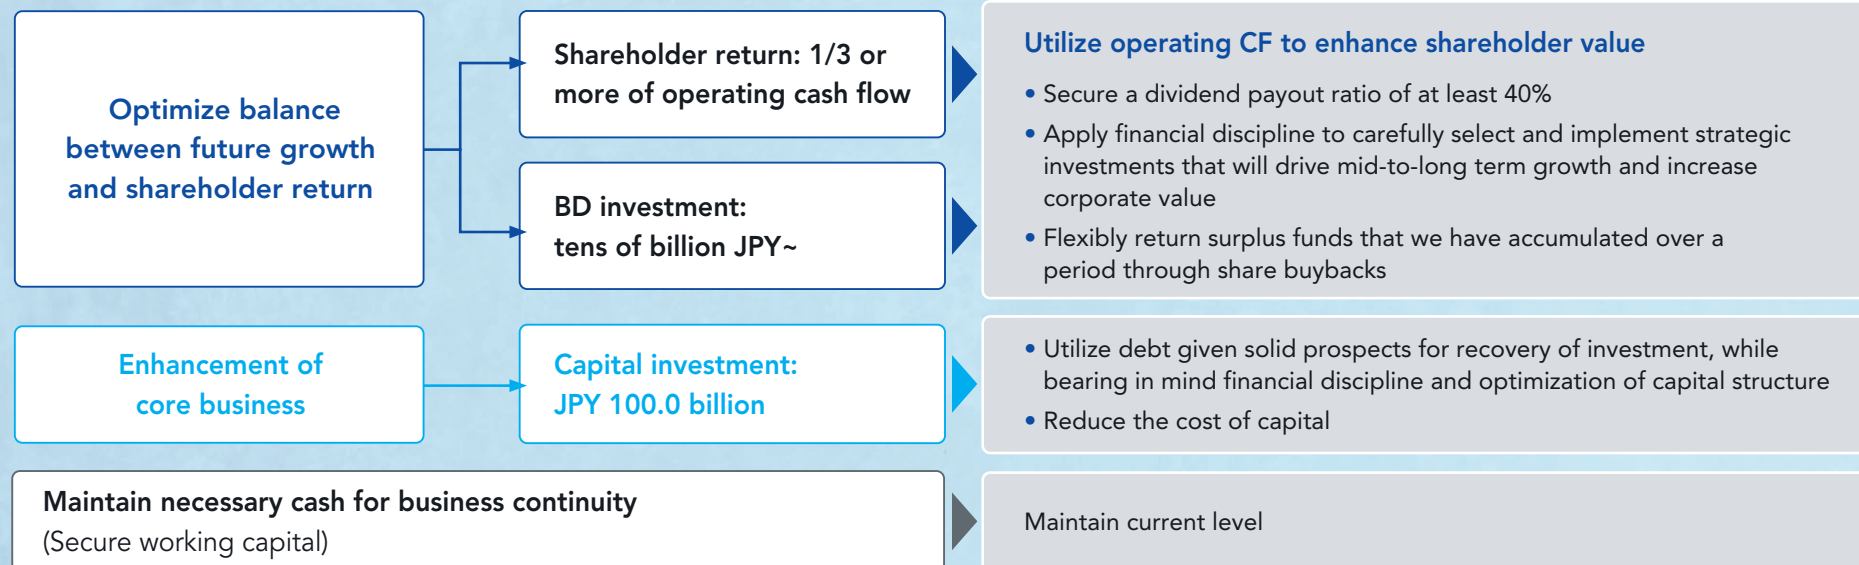 Optimize balance
between future growth
and shareholder return
Shareholder return: 1/3 or
more of operating cash flow
BD investment:
tens of billion JPY~
Utilize operating CF to enhance shareholder value
• Secure a dividend payout ratio of at least 40%
• Apply financial discipline to carefully select and implement strategic
investments that will drive mid-to-long term growth and increase
corporate value
• Flexibly return surplus funds that we have accumulated over a
period through share buybacks
Enhancement of
core business
Capital investment:
JPY 100.0 billion
• Utilize debt given solid prospects for recovery of investment, while
bearing in mind financial discipline and optimization of capital structure
• Reduce the cost of capital
Maintain necessary cash for business continuity
(Secure working capital)
Maintain current level